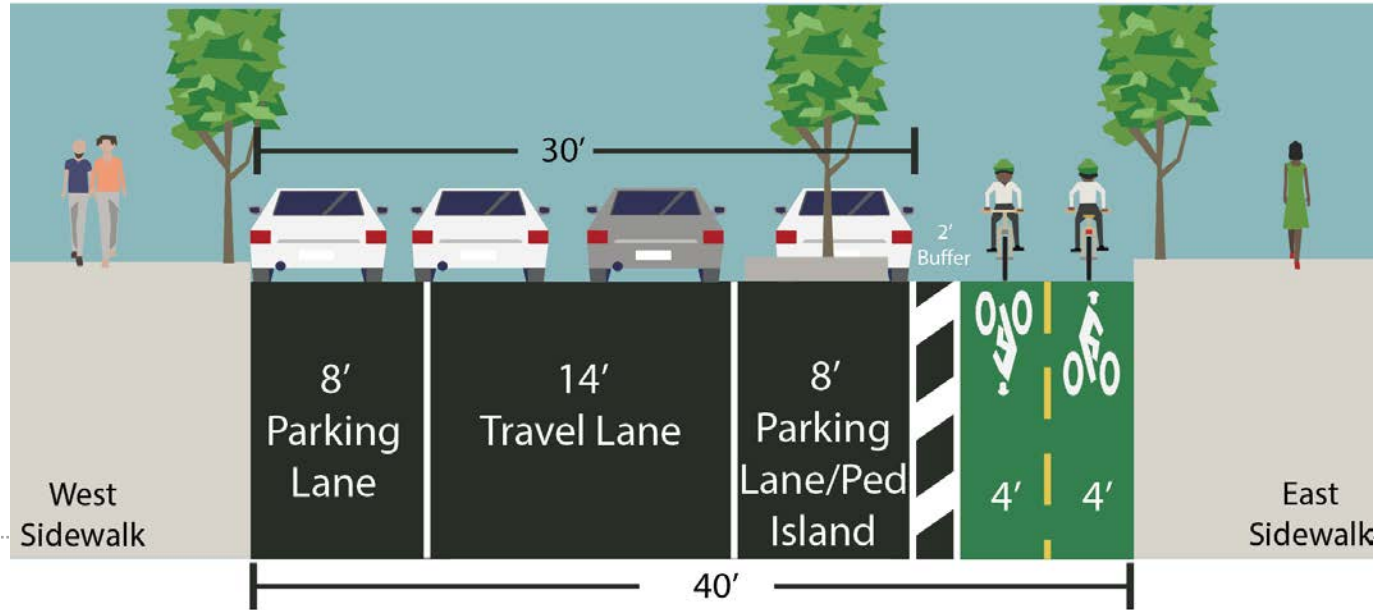 30’
2’
Buffer
8’
Parking
Lane
14’
Travel Lane
8’
Parking
Lane/Ped
Island
4’
4’
West
Sidewalk
East
Sidewalk
40’